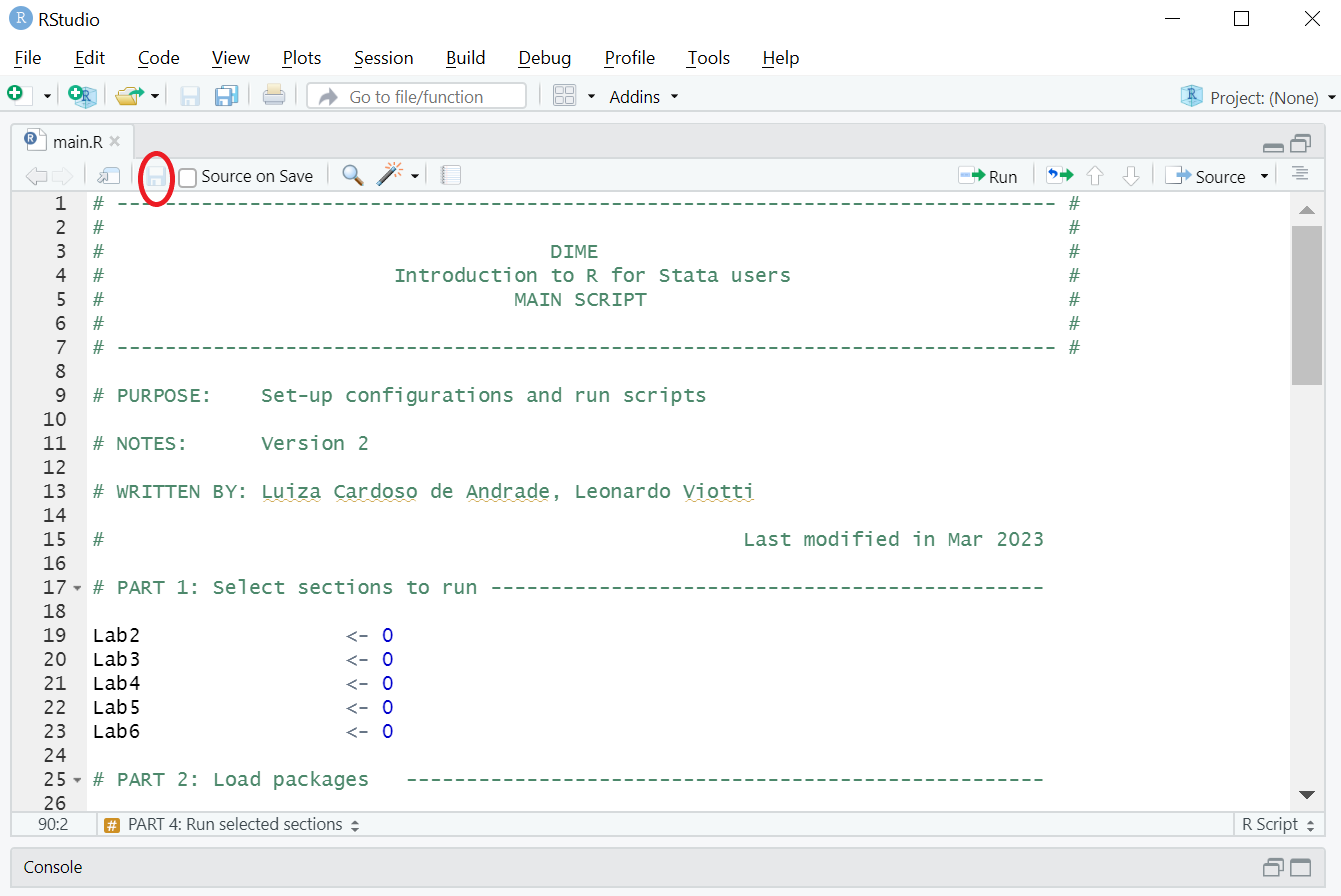 R RStudio
File Edit Code View Plots Session Build Debug Profile Tools Help
Go to file/function Addins Project: (None)
main.R
Source on Save Run Source
1 # ------------------------------------------------------------------------------ #
2 # #
3 # DIME #
4 # Introduction to R for Stata users #
5 # MAIN SCRIPT #
6 # #
7 # ------------------------------------------------------------------------------ #
8
9 # PURPOSE: Set-up configurations and run scripts
10
11 # NOTES: Version 2
12
13 # WRITTEN BY: Luiza Cardoso de Andrade, Leonardo Viotti
14
15 # Last modified in Mar 2023
16
17 # PART 1: Select sections to run ----------------------------------------------
18
19 Lab2 <- 0
20 Lab3 <- 0
21 Lab4 <- 0
22 Lab5 <- 0
23 Lab6 <- 0
24
25 # PART 2: Load packages -----------------------------------------------------
26
90:2 # PART 4: Run selected sections R Script
Console